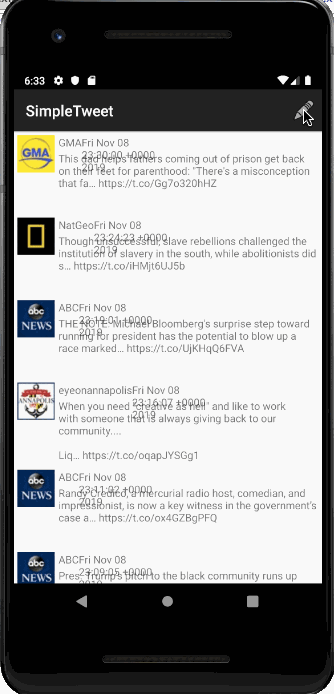 6:33
SimpleTweet
GMA
GMAFri Nov 08
23:30:00 +0000
2019
This dad helps fathers coming out of prison get back
on their feet for parenthood: "There's a misconception
that fa... https://t.co/Gg7o320hHZ
NatGeoFri Nov 08
23:24:23 +0000
2019
Though unsuccessful, slave rebellions challenged the
institution of slavery in the south, while abolitionists did
s... https://t.co/iHMjt6UJ5b
abc
NEWS
ABCFri Nov 08
23:19:01 +0000
2019
THE NOTE: Michael Bloomberg's surprise step toward
running for president has the potential to blow up a
race marked... https://t.co/UjKHqQ6FVA
ANNAPOLIS
eyeonannapolisFri Nov 08
23:16:07 +0000
2019
When you need "creative as hell" and like to work
with someone that is always giving back to our
community....
Liq... https://t.co/oqapJYSGg1
abc
NEWS
ABCFri Nov 08
23:11:02 +0000
2019
Randy Credico, a mercurial radio host, comedian, and
impressionist, is now a key witness in the government's
case a... https://t.co/ox4GZBgPFQ
abc
NEWS
ABCFri Nov 08
23:09:05 +0000
2019
Pres. Trump's pitch to the black community runs up